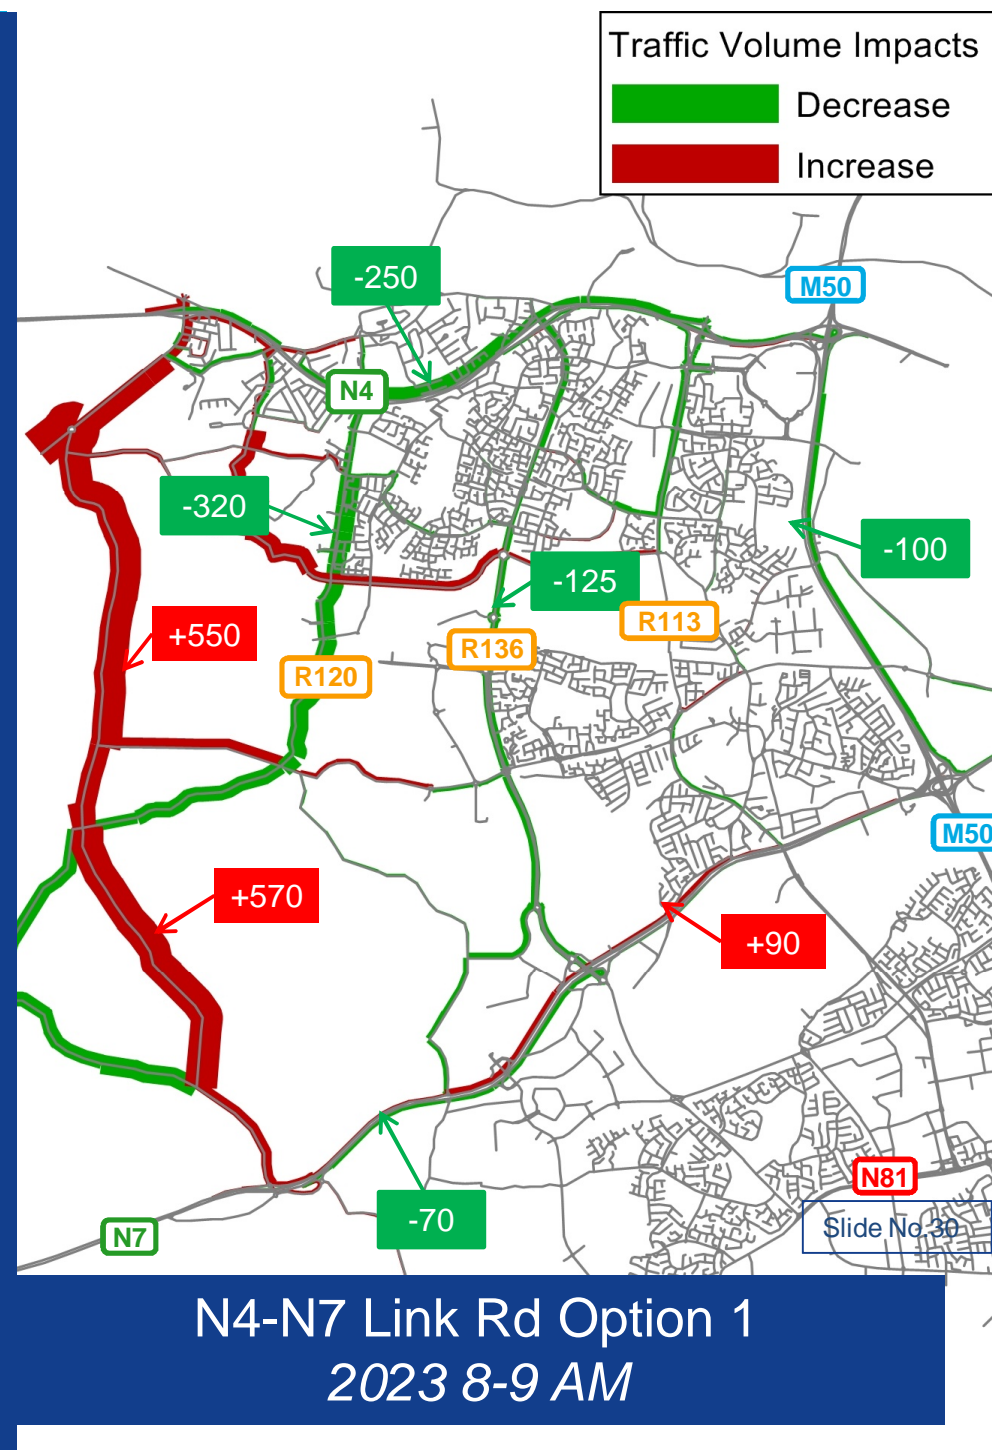 Traffic Volume Impacts
Decrease
Increase
-250
M50
N4
-320
-100
-125
+550
R113
R136
R120
M50
+570
+90
N81
-70
Slide No.30
N7
N4-N7 Link Rd Option 1
2023 8-9 AM